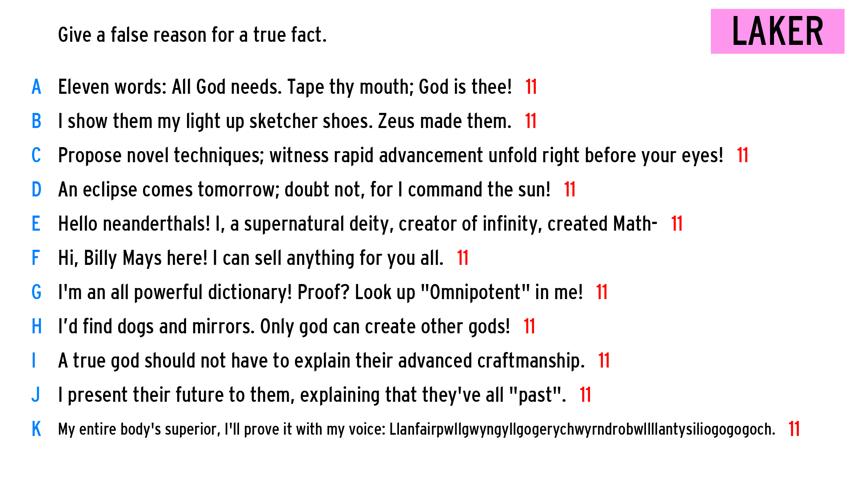 Give a false reason for a true fact.
LAKER
A Eleven words: All God needs. Tape thy mouth; God is thee! 11
B I show them my light up sketcher shoes. Zeus made them. 11
C Propose novel techniques; witness rapid advancement unfold right before your eyes! 11
D An eclipse comes tomorrow; doubt not, for I command the sun! 11
E Hello neanderthals! I, a supernatural deity, creator of infinity, created Math- 11
F Hi, Billy Mays here! I can sell anything for you all. 11
G I'm an all powerful dictionary! Proof? Look up "Omnipotent" in me! 11
H I’d find dogs and mirrors. Only god can create other gods! 11
I A true god should not have to explain their advanced craftmanship. 11
J I present their future to them, explaining that they've all "past". 11
K My entire body's superior, I'll prove it with my voice: Llanfairpwllgwyngyllgogerychwyrndrobwllllantysiliogogogoch. 11